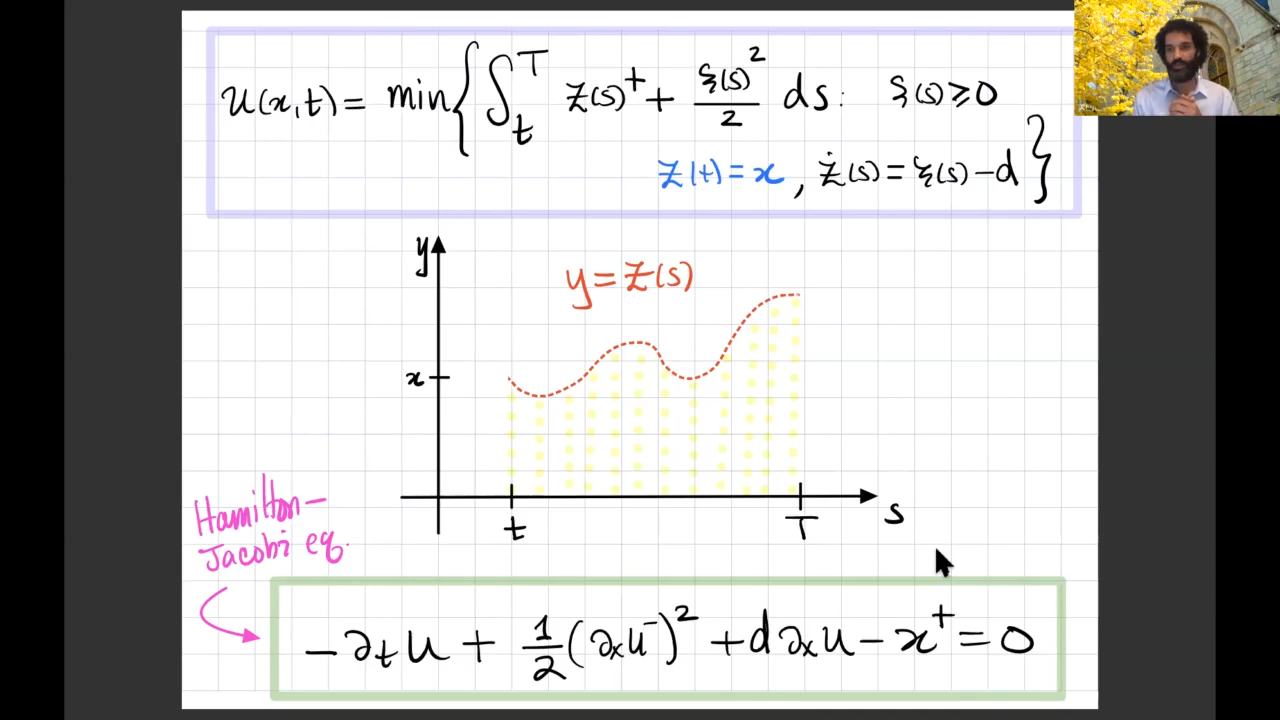 u(x,t) = min{ ∫_t^T z(s)^+ + ξ(s)^2/2 ds : ξ(s) ≥ 0
z(t) = x, ż(s) = ξ(s) − d }
y
y = z(s)
x
t
T
s
Hamilton–
Jacobi eq.
−∂_t u + 1/2 (∂_x u^−)^2 + d∂_x u − x^+ = 0